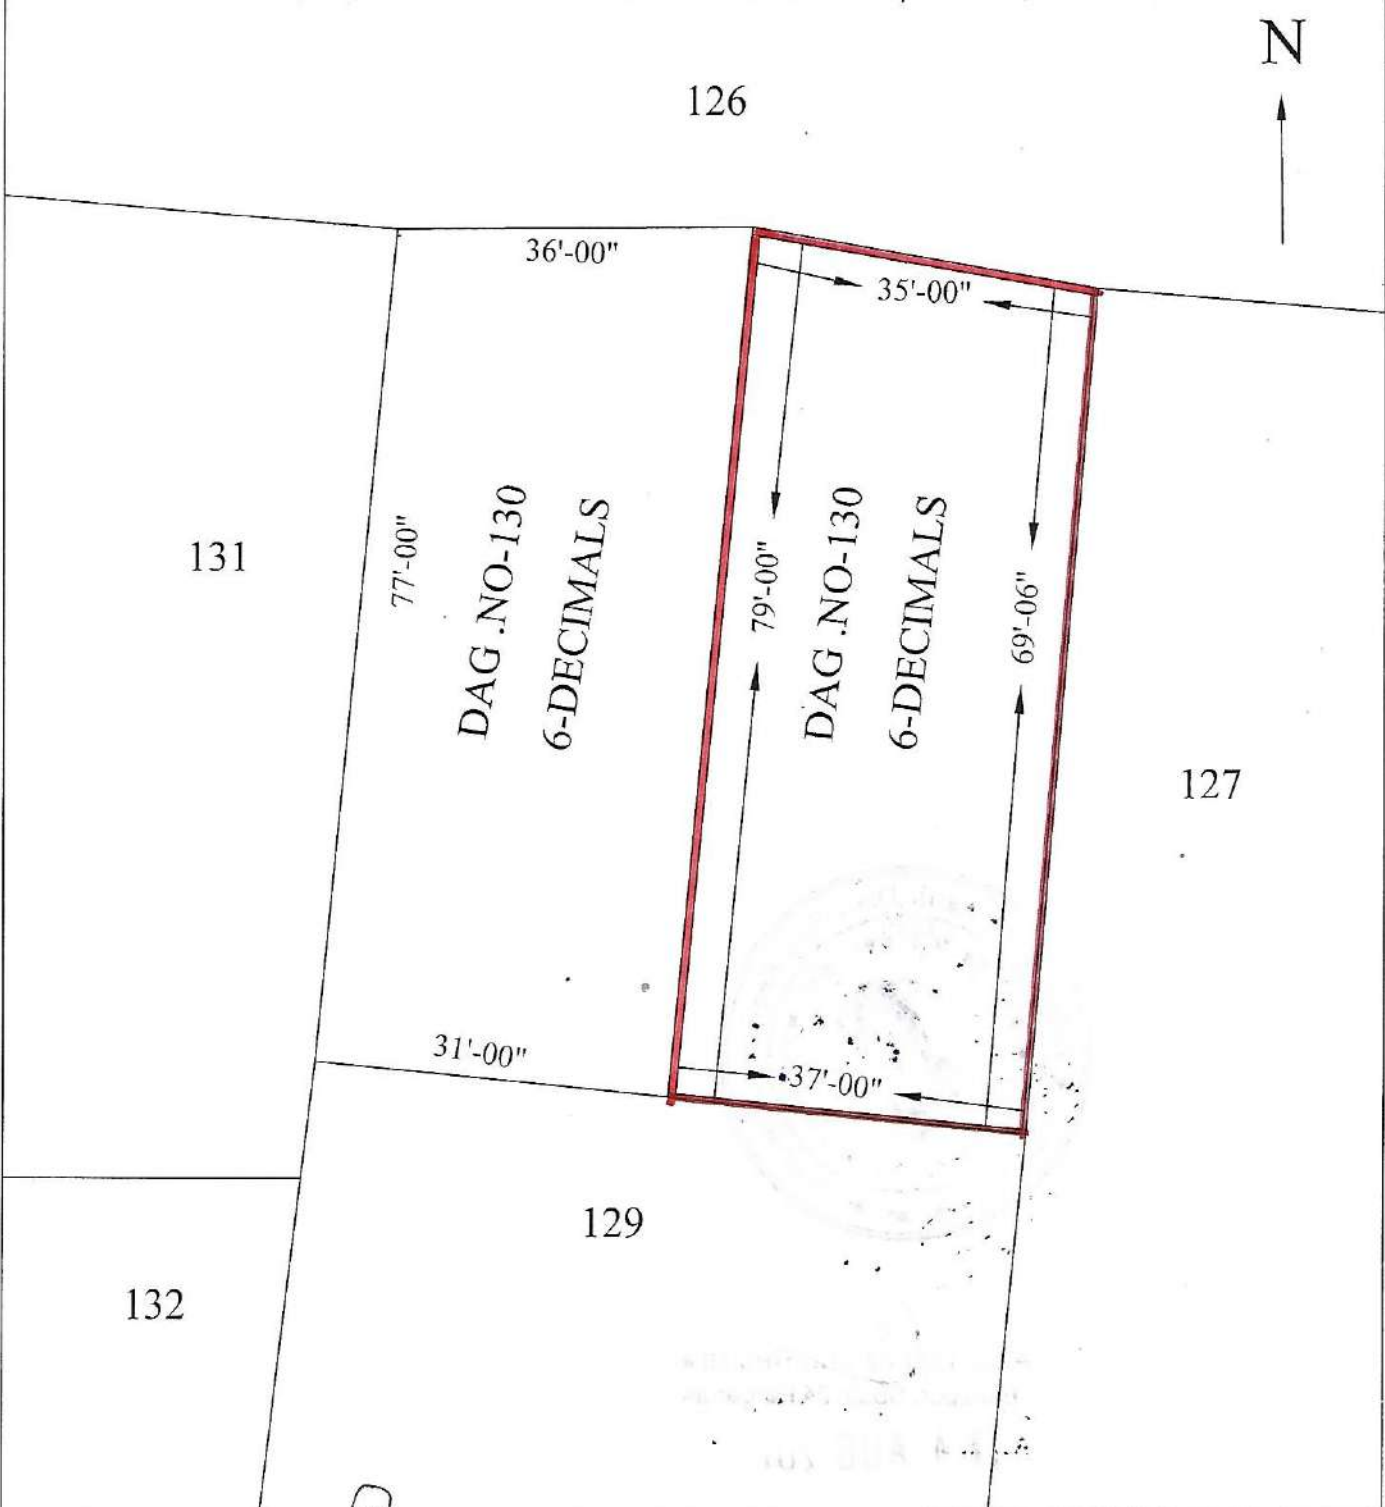 N
126
36'-00"
35'-00"
131
77'-00"
DAG .NO-130
6-DECIMALS
79'-00"
DAG .NO-130
6-DECIMALS
69'-06"
127
31'-00"
37'-00"
129
132